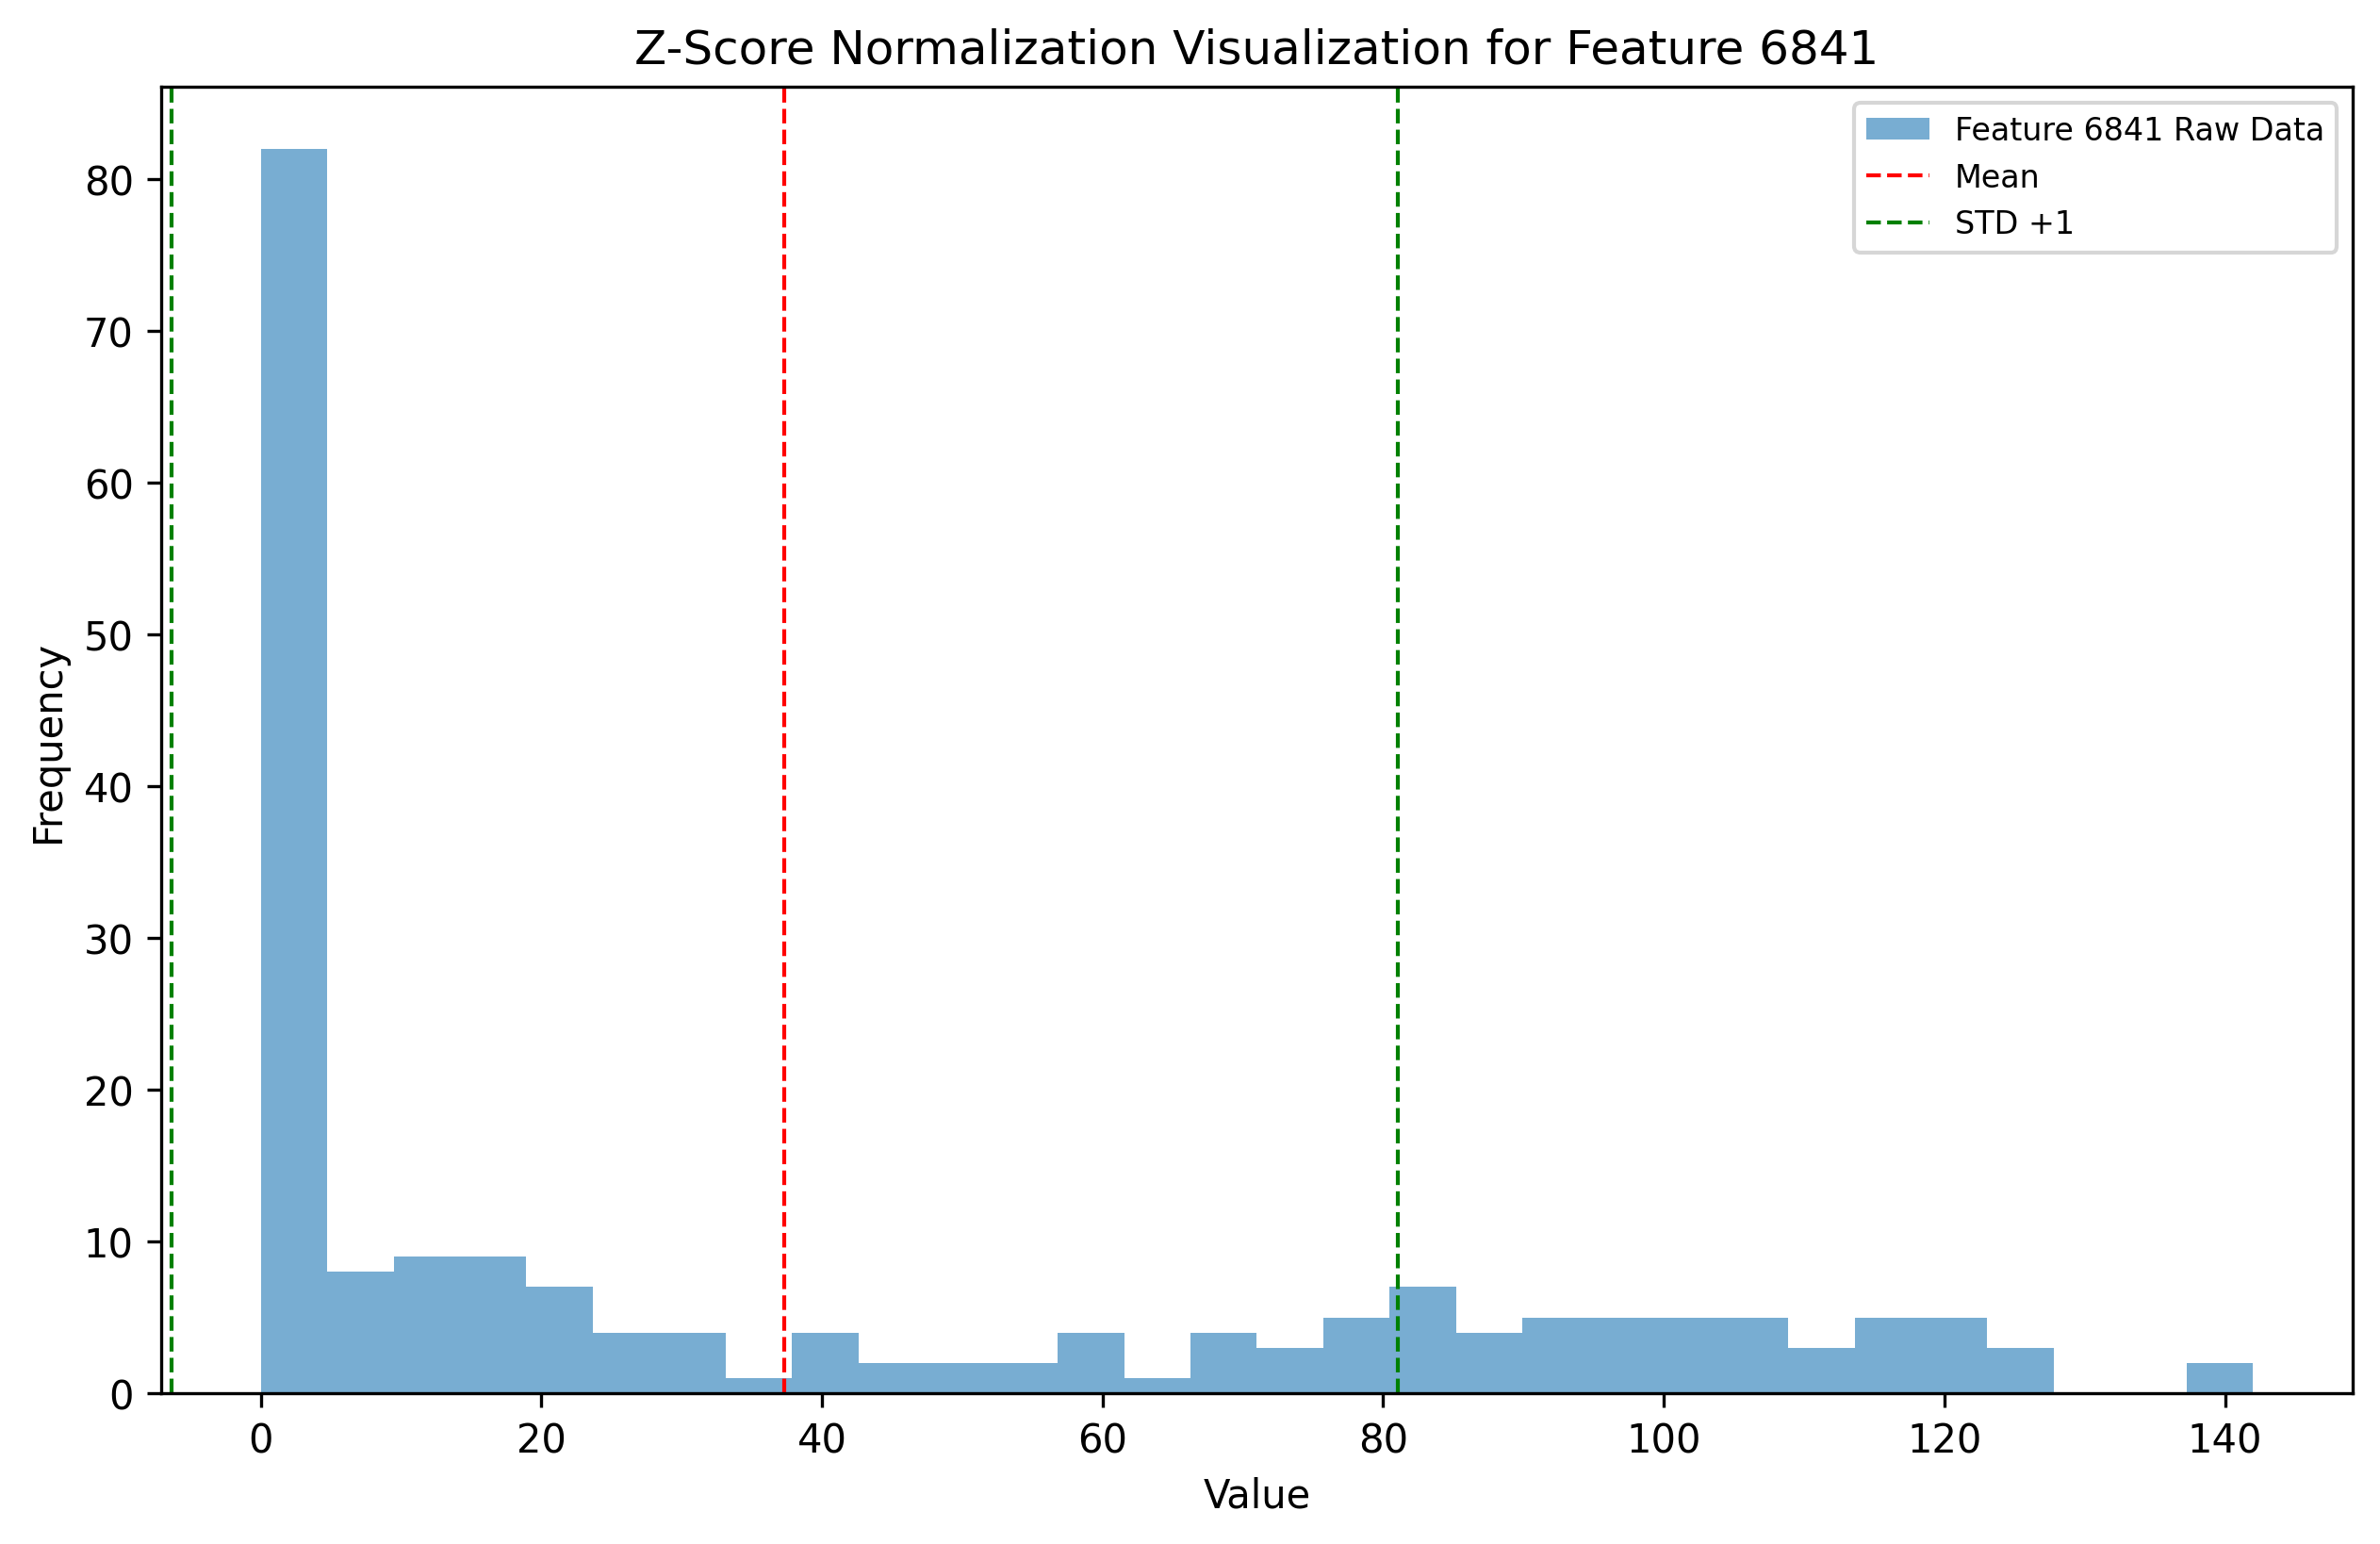 Z-Score Normalization Visualization for Feature 6841
Feature 6841 Raw Data
Mean
STD +1
80
70
60
50
40
30
20
10
0
Frequency
0 20 40 60 80 100 120 140
Value